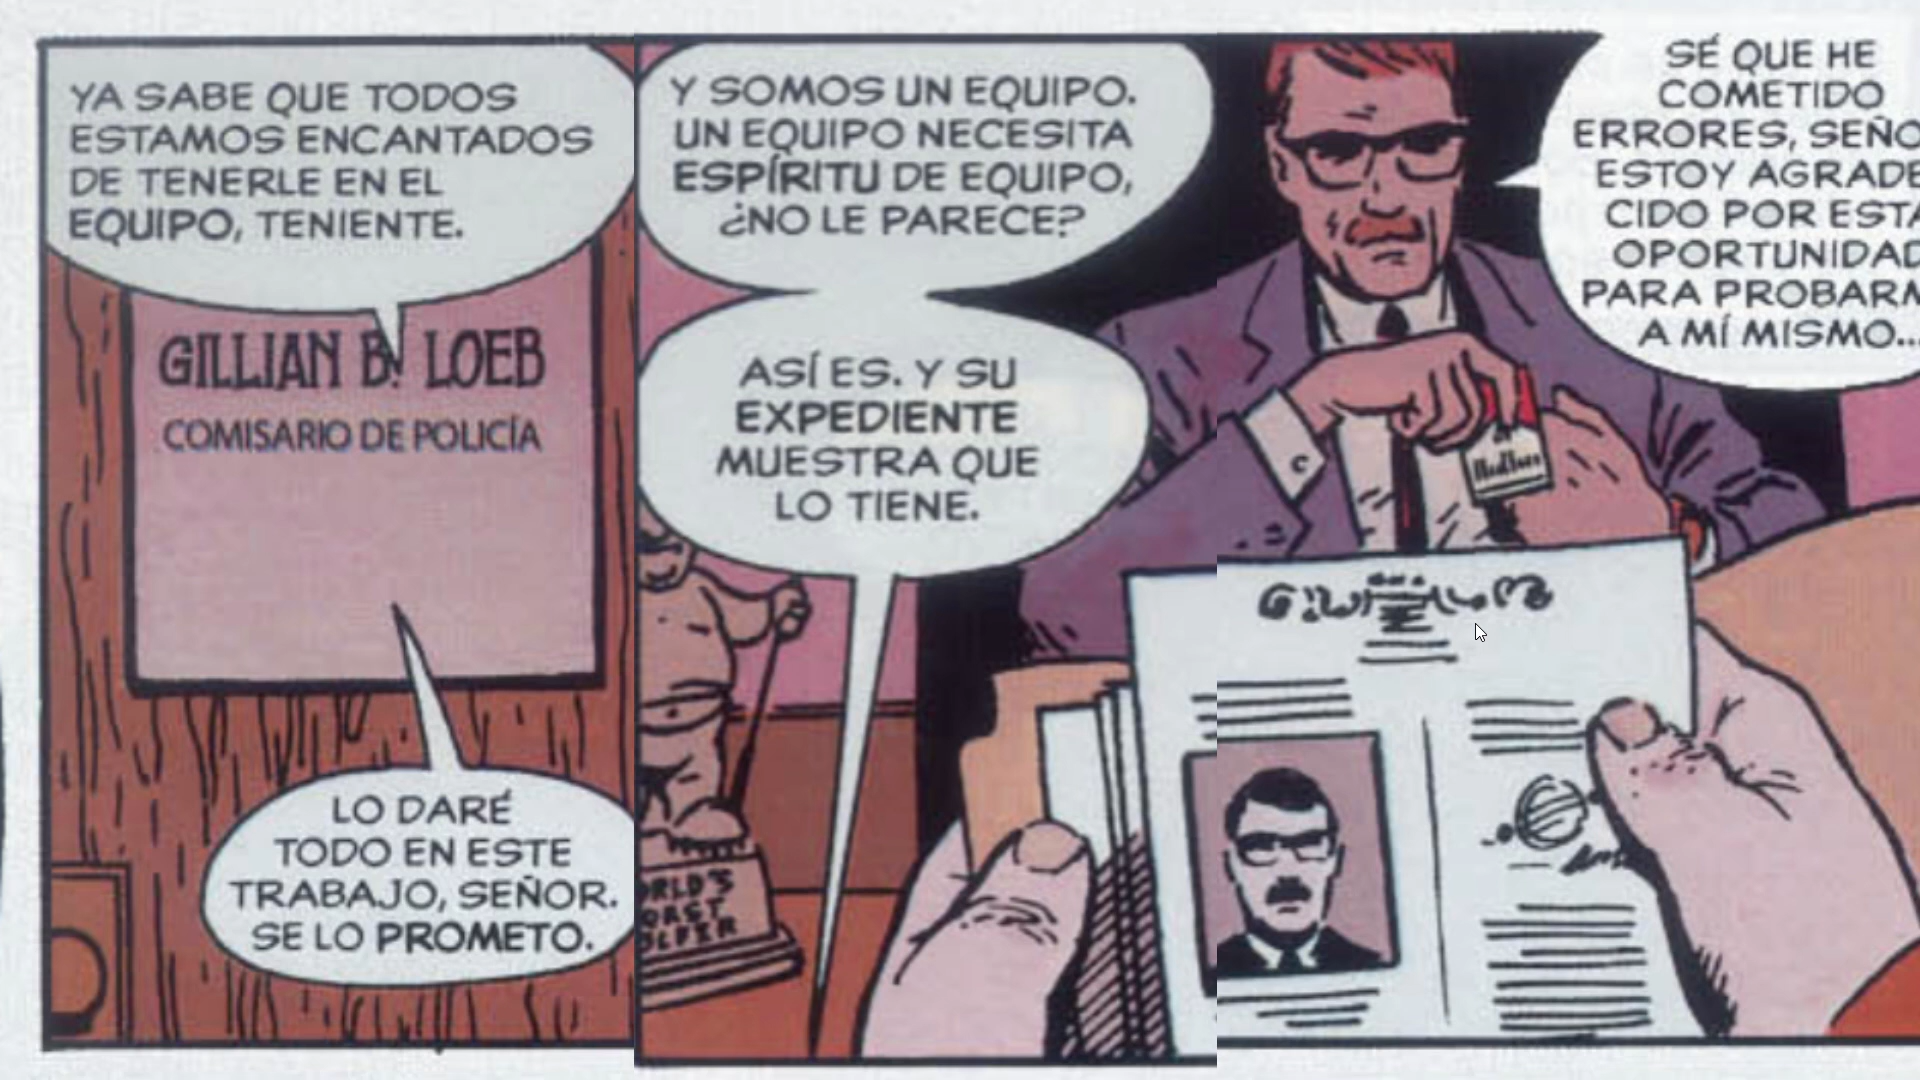 YA SABE QUE TODOS
ESTAMOS ENCANTADOS
DE TENERLE EN EL
EQUIPO, TENIENTE.
GILLIAN B. LOEB
COMISARIO DE POLICÍA
LO DARÉ
TODO EN ESTE
TRABAJO, SEÑOR.
SE LO PROMETO.
Y SOMOS UN EQUIPO.
UN EQUIPO NECESITA
ESPÍRITU DE EQUIPO,
¿NO LE PARECE?
ASÍ ES. Y SU
EXPEDIENTE
MUESTRA QUE
LO TIENE.
SÉ QUE HE
COMETIDO
ERRORES, SEÑO
ESTOY AGRADE
CIDO POR ESTA
OPORTUNIDAD
PARA PROBARM
A MÍ MISMO...
ORLD'S